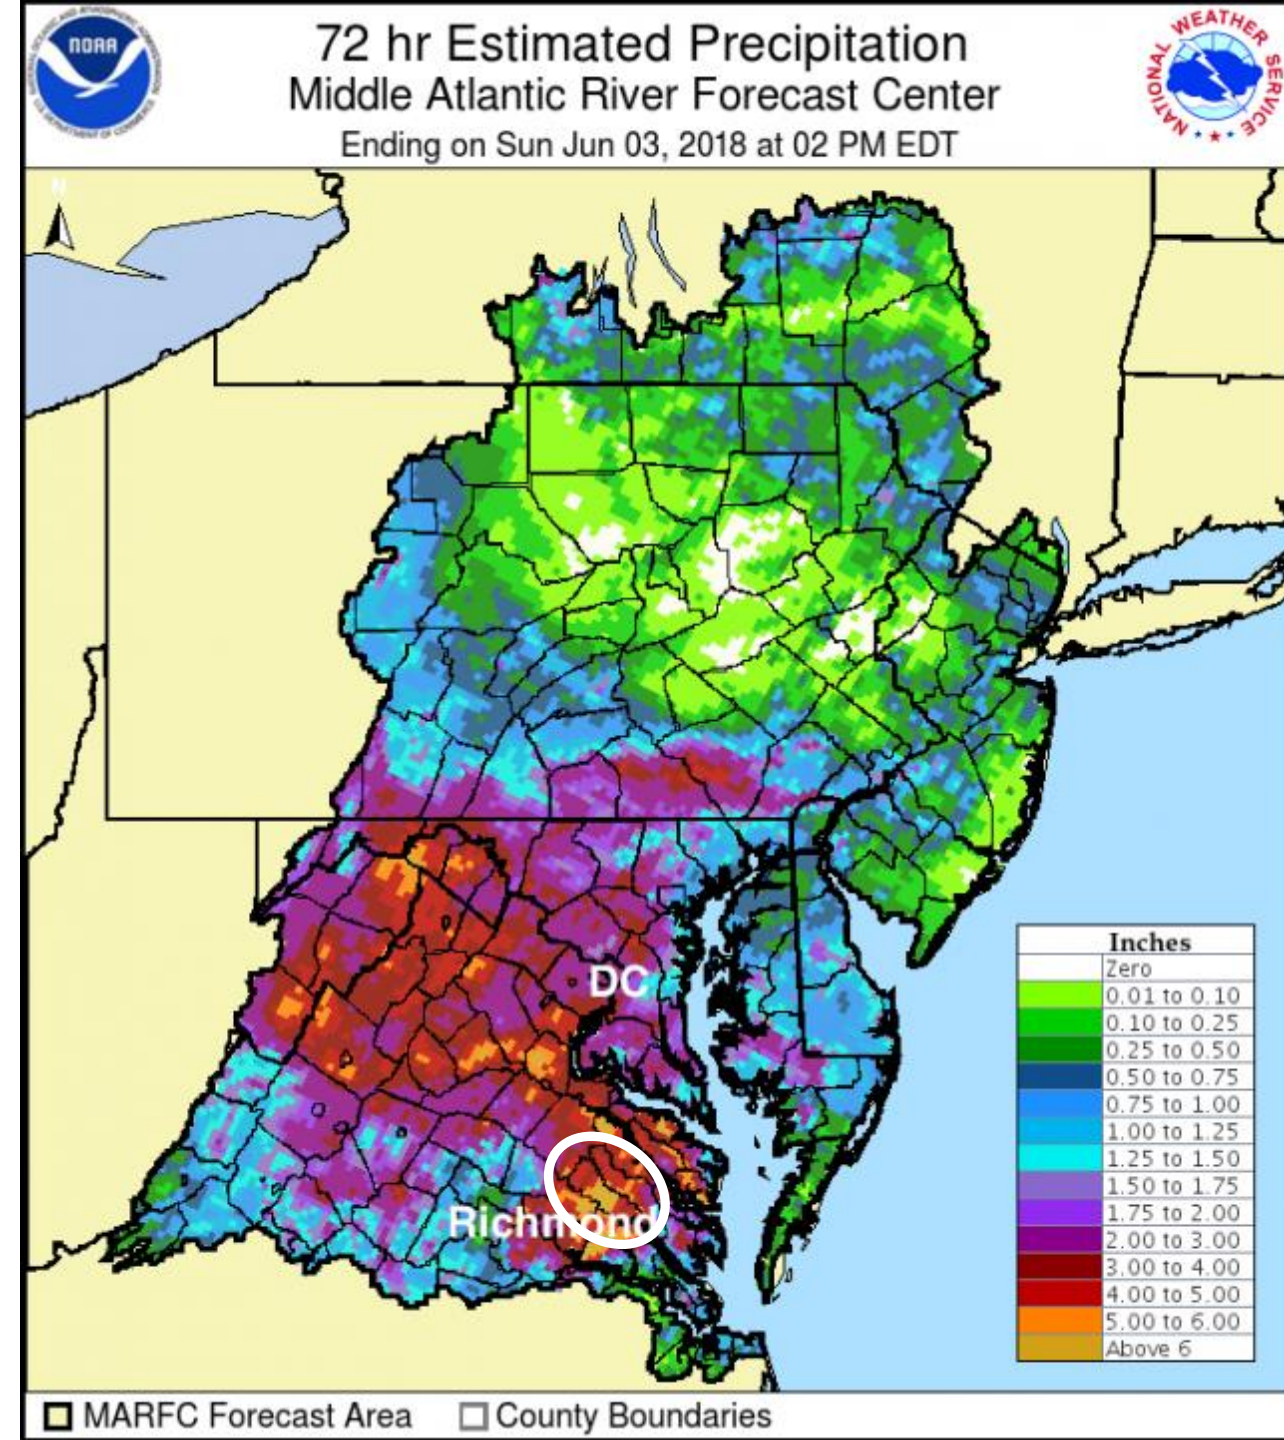 NOAA
72 hr Estimated Precipitation
Middle Atlantic River Forecast Center
Ending on Sun Jun 03, 2018 at 02 PM EDT
NATIONAL WEATHER SERVICE
N
DC
Richmond
Inches
Zero
0.01 to 0.10
0.10 to 0.25
0.25 to 0.50
0.50 to 0.75
0.75 to 1.00
1.00 to 1.25
1.25 to 1.50
1.50 to 1.75
1.75 to 2.00
2.00 to 3.00
3.00 to 4.00
4.00 to 5.00
5.00 to 6.00
Above 6
MARFC Forecast Area
County Boundaries